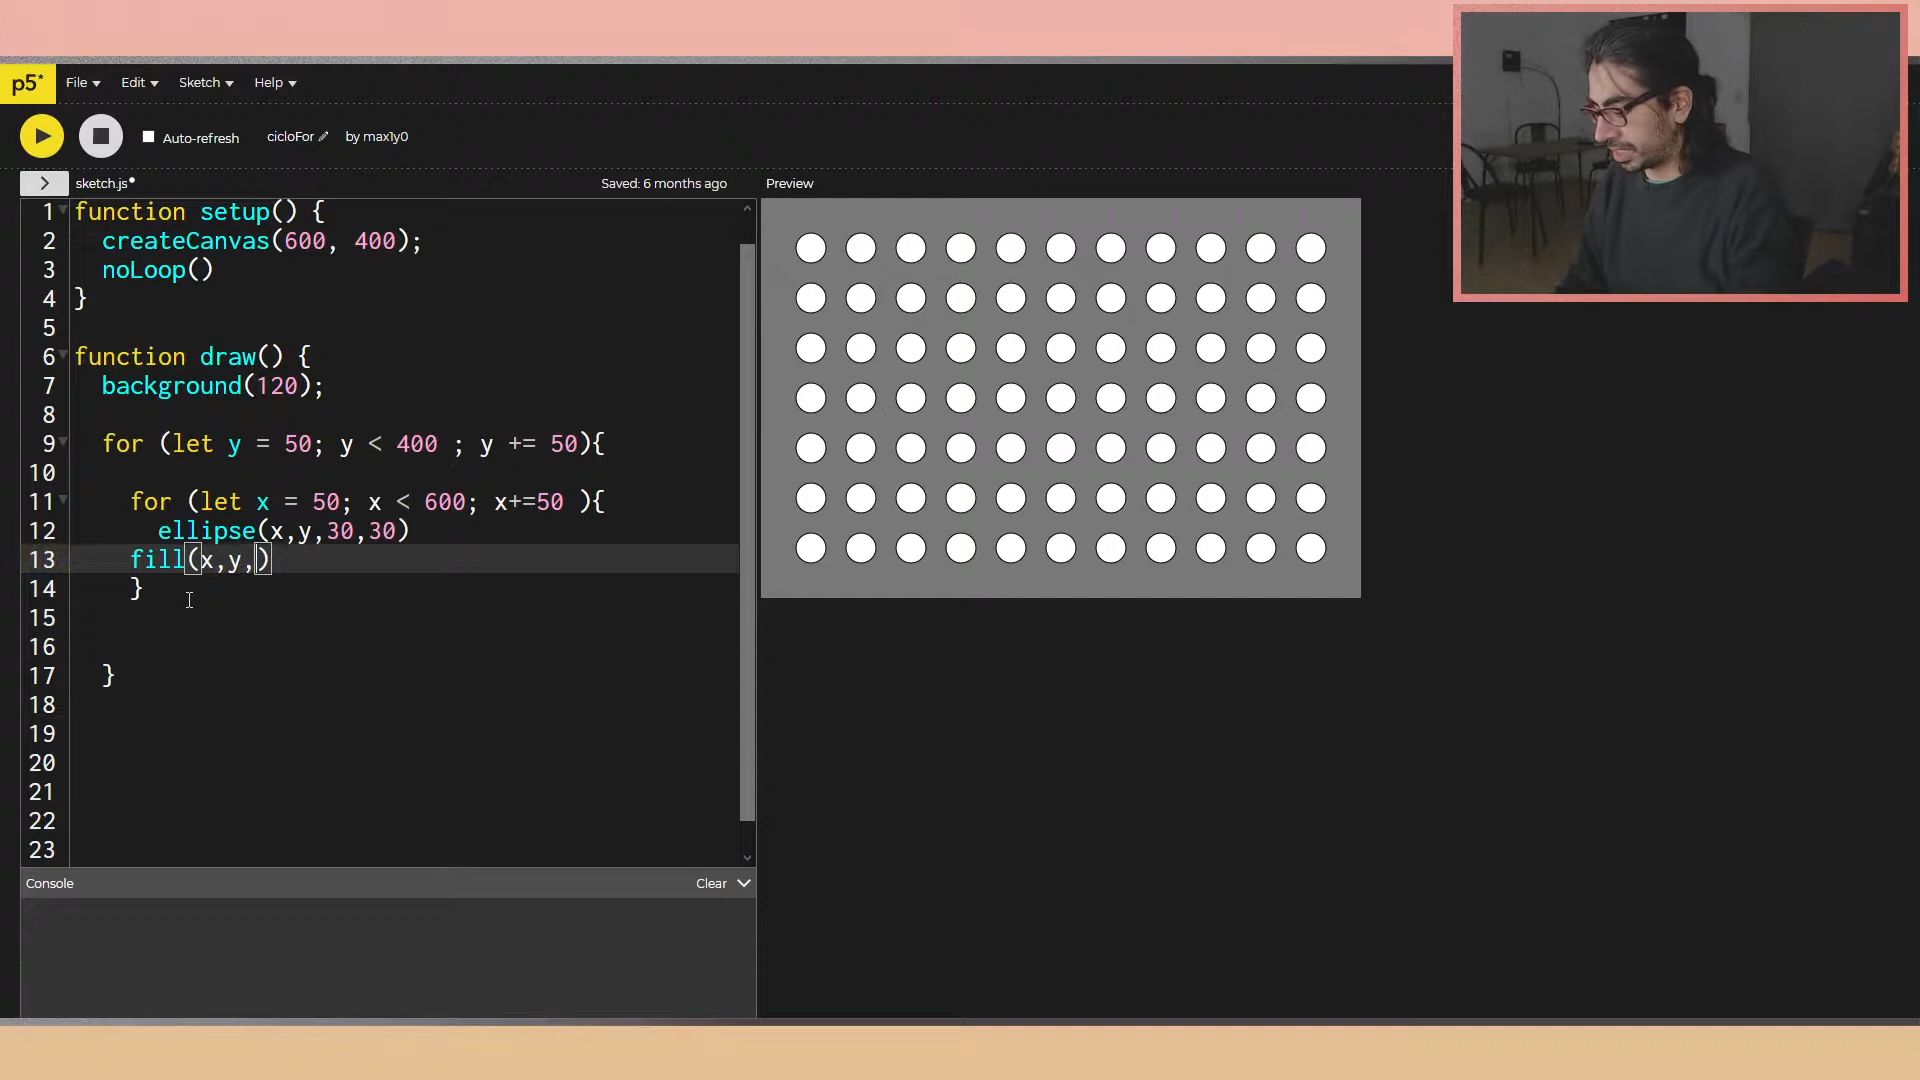 p5* File Edit Sketch Help
Auto-refresh cicloFor by max1y0
sketch.js• Saved: 6 months ago Preview
1 function setup() {
2 createCanvas(600, 400);
3 noLoop()
4 }
5
6 function draw() {
7 background(120);
8
9 for (let y = 50; y < 400 ; y += 50){
10
11 for (let x = 50; x < 600; x+=50 ){
12 ellipse(x,y,30,30)
13 fill(x,y,)
14 }
15
16
17 }
18
19
20
21
22
23
Console Clear